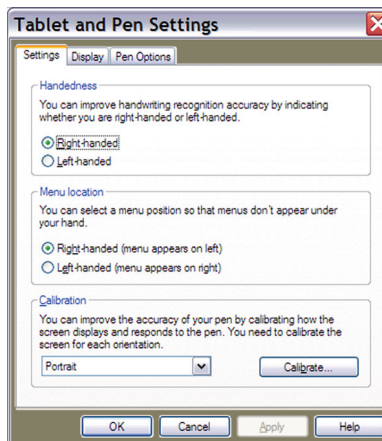 Tablet and Pen Settings
Settings Display Pen Options
Handedness
You can improve handwriting recognition accuracy by indicating
whether you are right-handed or left-handed.
Right-handed
Left-handed
Menu location
You can select a menu position so that menus don't appear under
your hand.
Right-handed (menu appears on left)
Left-handed (menu appears on right)
Calibration
You can improve the accuracy of your pen by calibrating how the
screen displays and responds to the pen. You need to calibrate the
screen for each orientation.
Portrait Calibrate...
OK Cancel Apply Help